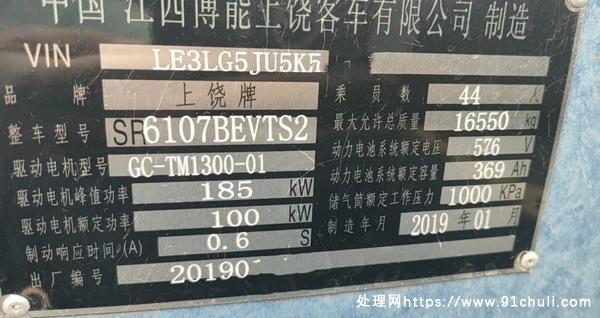 中国 江西博能上饶客车有限公司 制造
VIN LE3LG5JU5K5
品牌 上饶牌 乘员数 44 人
整车型号 SR6107BEVTS2 最大允许总质量 16550 kg
驱动电机型号 GC-TM1300-01 动力电池系统额定电压 576 V
驱动电机峰值功率 185 kW 动力电池系统额定容量 369 Ah
驱动电机额定功率 100 kW 储气筒额定工作压力 1000 KPa
制动响应时间(A) 0.6 S 制造年月 2019 年 01 月
出厂编号 20190
处理网https://www.91chuli.com/